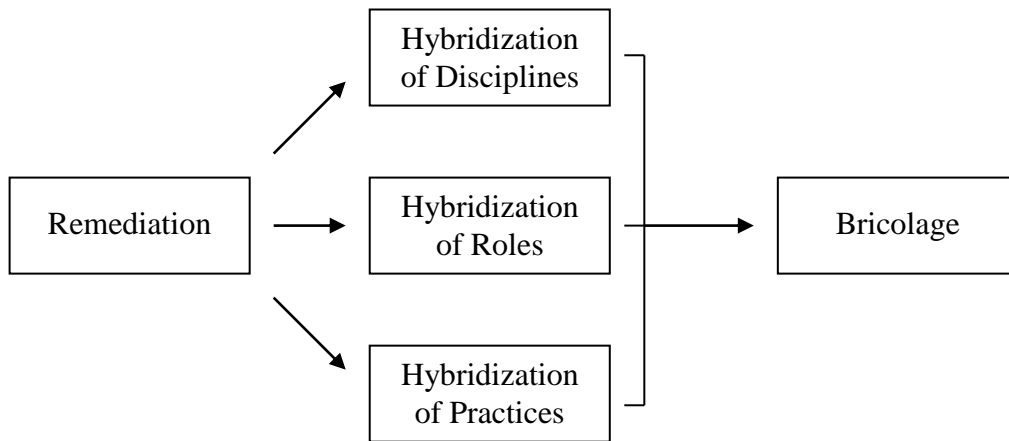 Hybridization
of Disciplines
Remediation
Hybridization
of Roles
Bricolage
Hybridization
of Practices